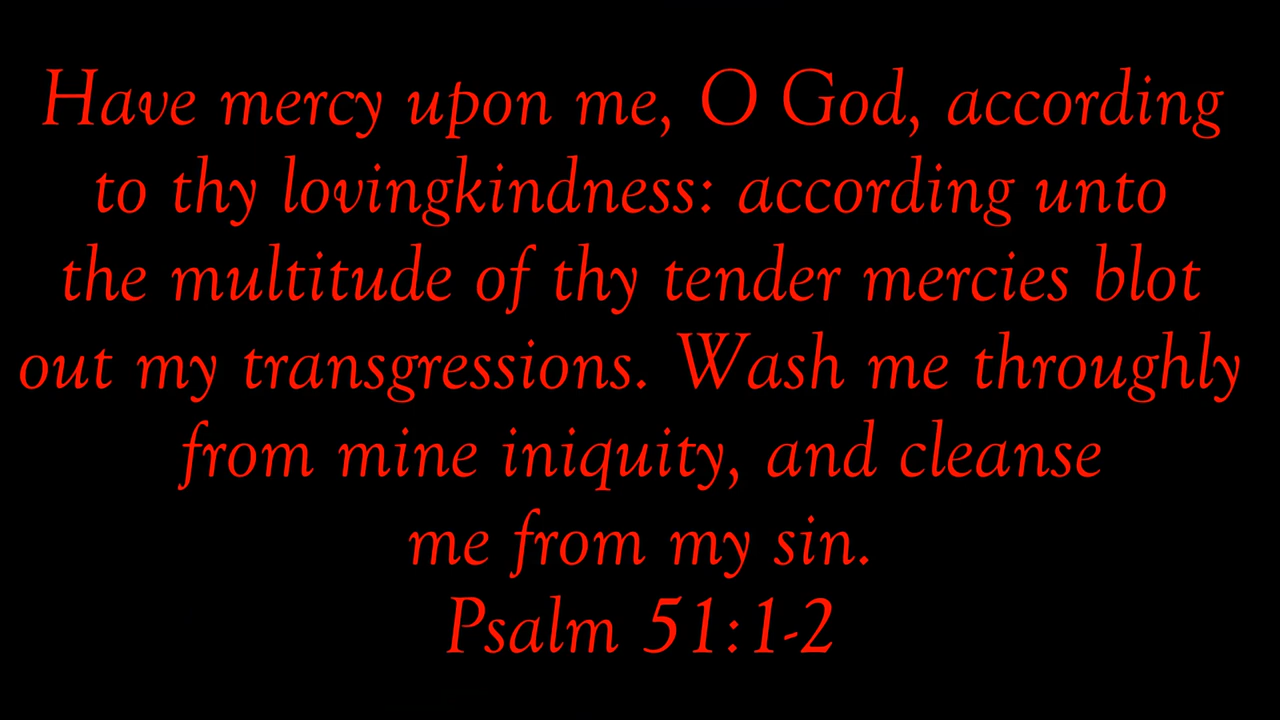 Have mercy upon me, O God, according
to thy lovingkindness: according unto
the multitude of thy tender mercies blot
out my transgressions. Wash me throughly
from mine iniquity, and cleanse
me from my sin.
Psalm 51:1-2